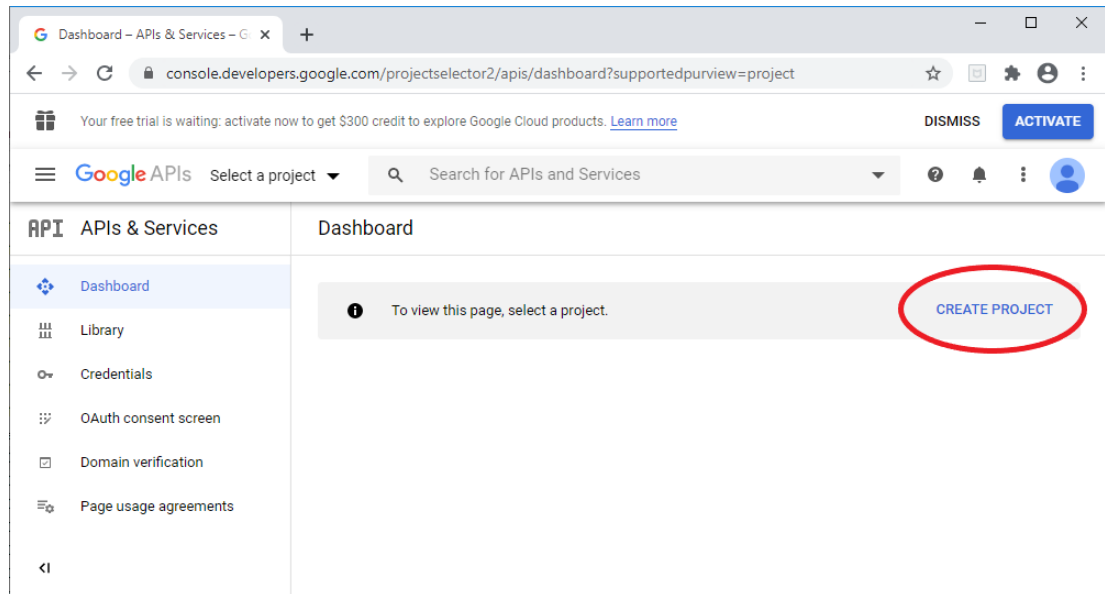 Dashboard – APIs & Services – G
console.developers.google.com/projectselector2/apis/dashboard?supportedpurview=project
Your free trial is waiting: activate now to get $300 credit to explore Google Cloud products. Learn more
DISMISS
ACTIVATE
Google APIs
Select a project
Search for APIs and Services
API APIs & Services
Dashboard
Dashboard
Library
Credentials
OAuth consent screen
Domain verification
Page usage agreements
To view this page, select a project.
CREATE PROJECT